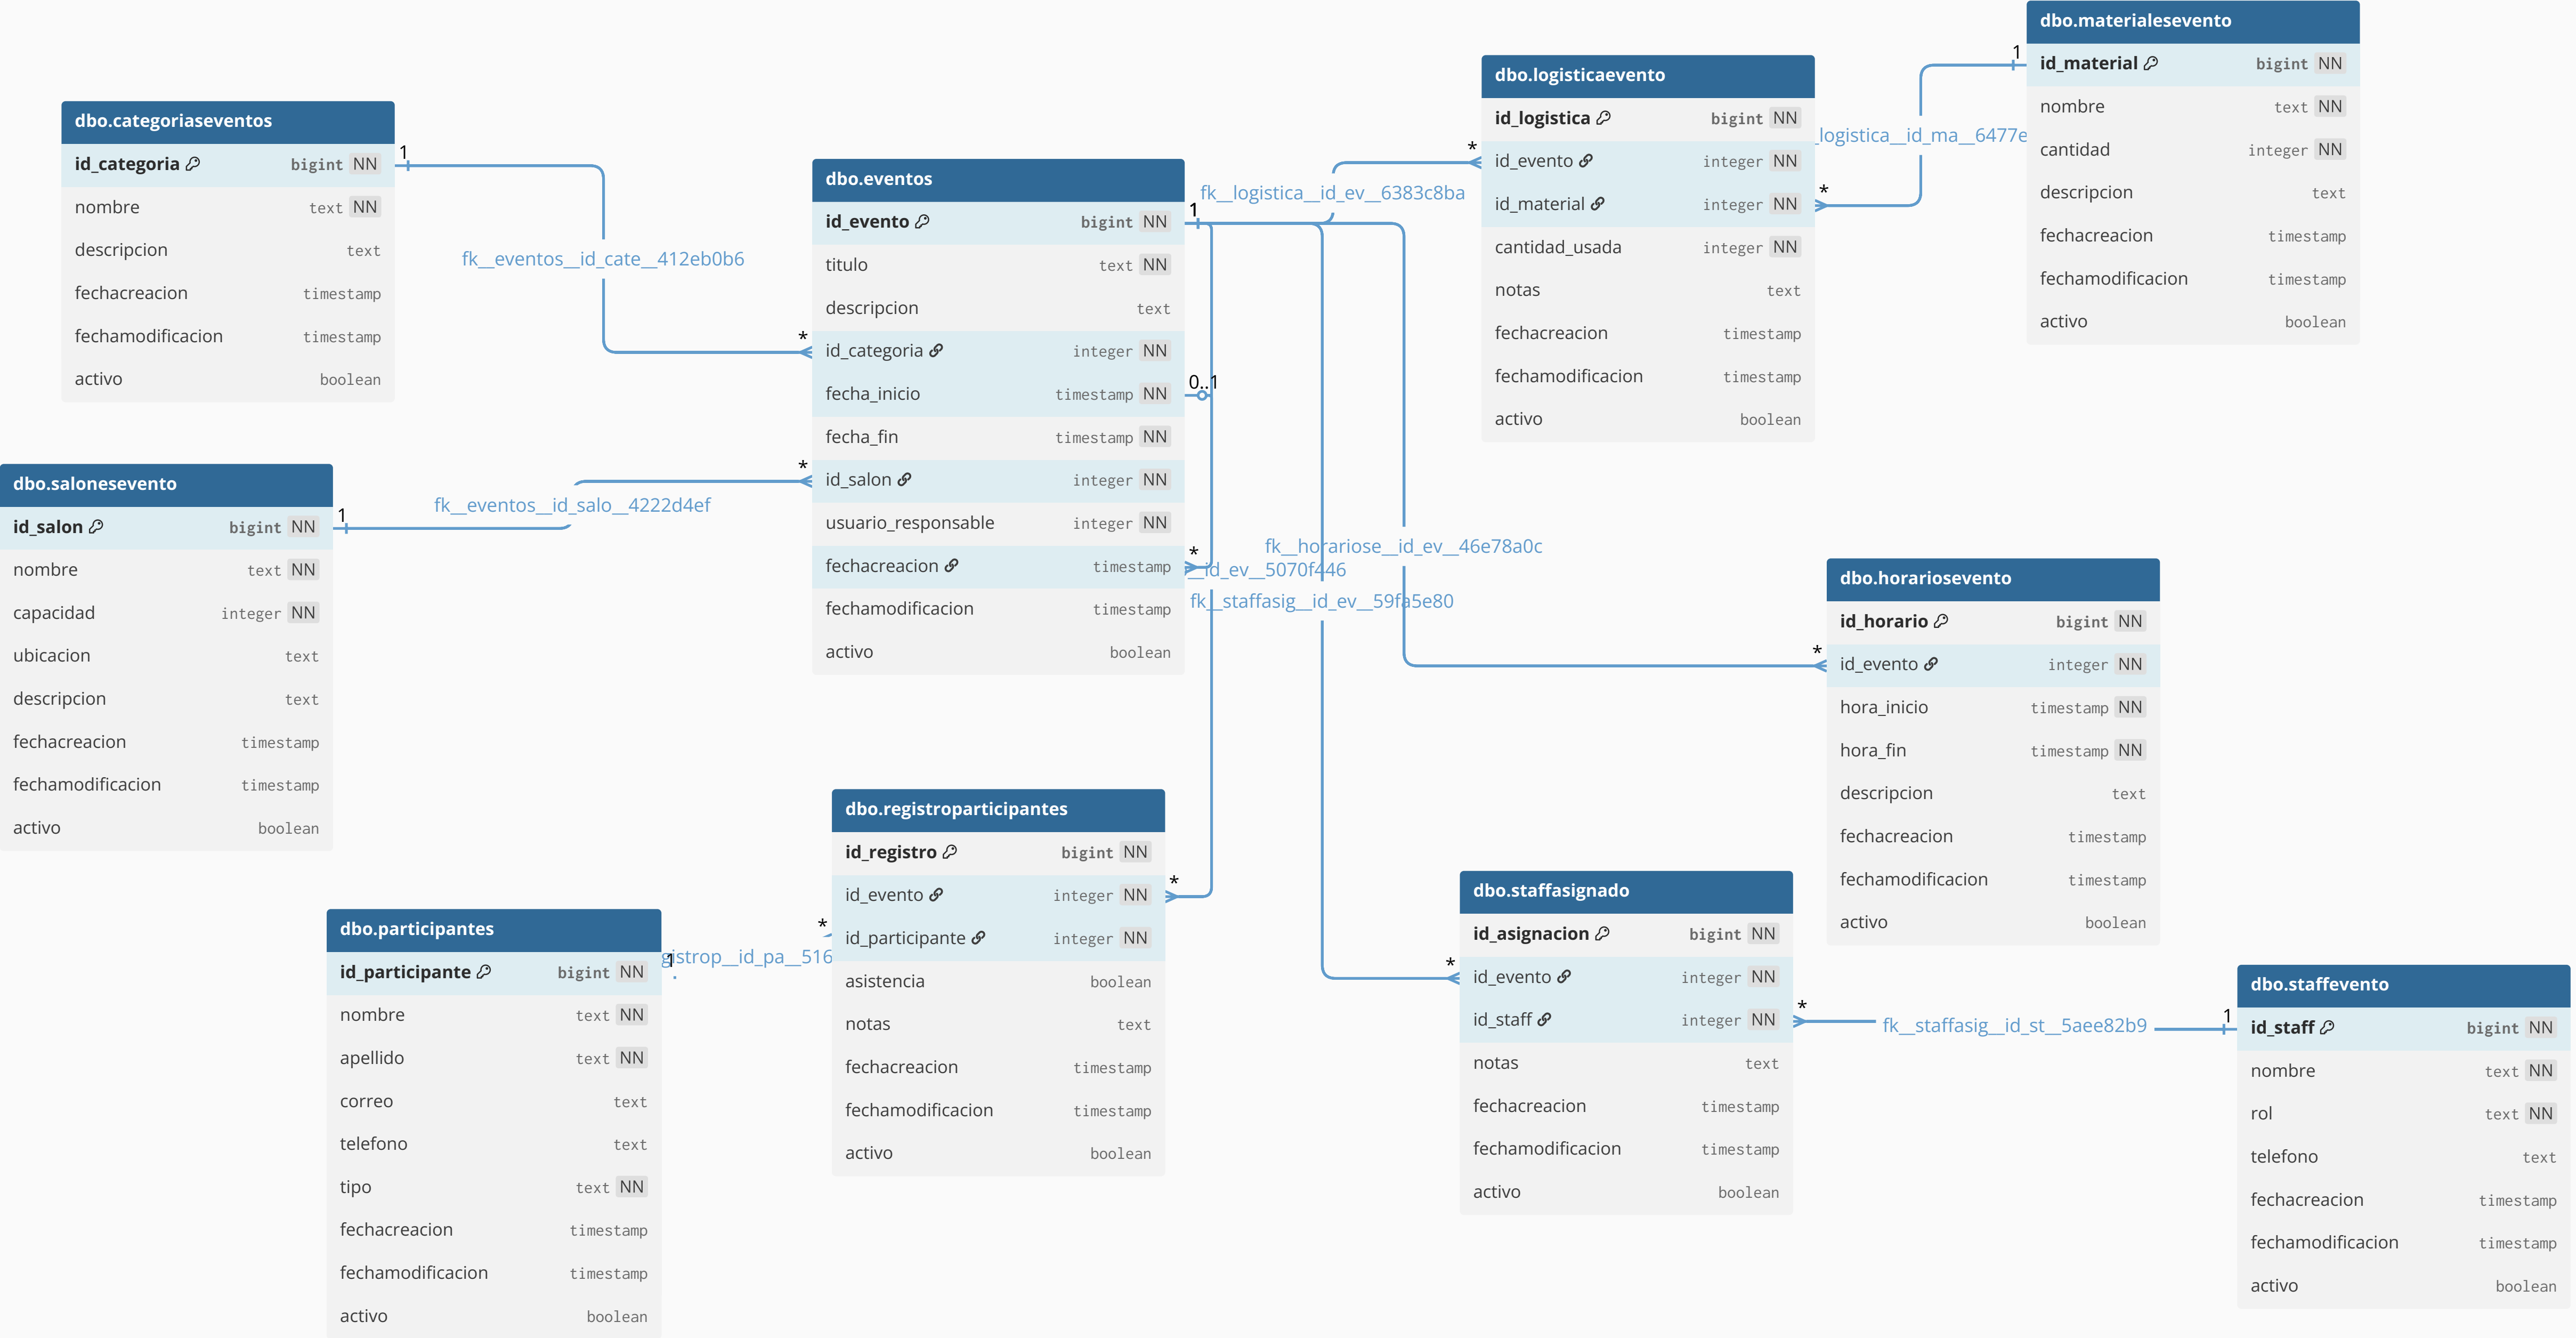 dbo.categoriaseventos
id_categoria bigint NN
nombre text NN
descripcion text
fechacreacion timestamp
fechamodificacion timestamp
activo boolean
1
fk__eventos__id_cate__412eb0b6
*
dbo.salonesevento
id_salon bigint NN
nombre text NN
capacidad integer NN
ubicacion text
descripcion text
fechacreacion timestamp
fechamodificacion timestamp
activo boolean
1
fk__eventos__id_salo__4222d4ef
*
dbo.eventos
id_evento bigint NN
titulo text NN
descripcion text
id_categoria integer NN
fecha_inicio timestamp NN
fecha_fin timestamp NN
id_salon integer NN
usuario_responsable integer NN
fechacreacion timestamp
fechamodificacion timestamp
activo boolean
1
0..1
*
fk__logistica__id_ev__6383c8ba
*
fk__horariose__id_ev__46e78a0c
__id_ev__5070f446
fk__staffasig__id_ev__59fa5e80
dbo.logisticaevento
id_logistica bigint NN
id_evento integer NN
id_material integer NN
cantidad_usada integer NN
notas text
fechacreacion timestamp
fechamodificacion timestamp
activo boolean
*
_logistica__id_ma__6477e
1
dbo.materialesevento
id_material bigint NN
nombre text NN
cantidad integer NN
descripcion text
fechacreacion timestamp
fechamodificacion timestamp
activo boolean
*
dbo.horariosevento
id_horario bigint NN
id_evento integer NN
hora_inicio timestamp NN
hora_fin timestamp NN
descripcion text
fechacreacion timestamp
fechamodificacion timestamp
activo boolean
dbo.participantes
id_participante bigint NN
nombre text NN
apellido text NN
correo text
telefono text
tipo text NN
fechacreacion timestamp
fechamodificacion timestamp
activo boolean
1
gistrop__id_pa__516
*
dbo.registroparticipantes
id_registro bigint NN
id_evento integer NN
id_participante integer NN
asistencia boolean
notas text
fechacreacion timestamp
fechamodificacion timestamp
activo boolean
*
*
dbo.staffasignado
id_asignacion bigint NN
id_evento integer NN
id_staff integer NN
notas text
fechacreacion timestamp
fechamodificacion timestamp
activo boolean
*
fk__staffasig__id_st__5aee82b9
1
dbo.staffevento
id_staff bigint NN
nombre text NN
rol text NN
telefono text
fechacreacion timestamp
fechamodificacion timestamp
activo boolean